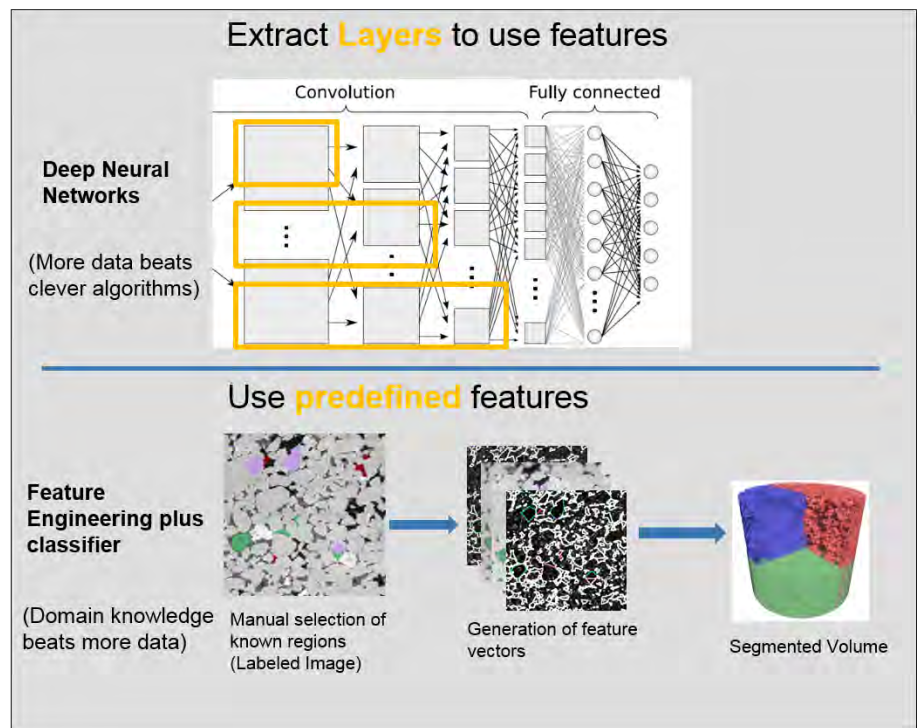 Extract Layers to use features
Convolution
Fully connected
Deep Neural
Networks
(More data beats
clever algorithms)
Use predefined features
Feature
Engineering plus
classifier
(Domain knowledge
beats more data)
Manual selection of
known regions
(Labeled Image)
Generation of feature
vectors
Segmented Volume